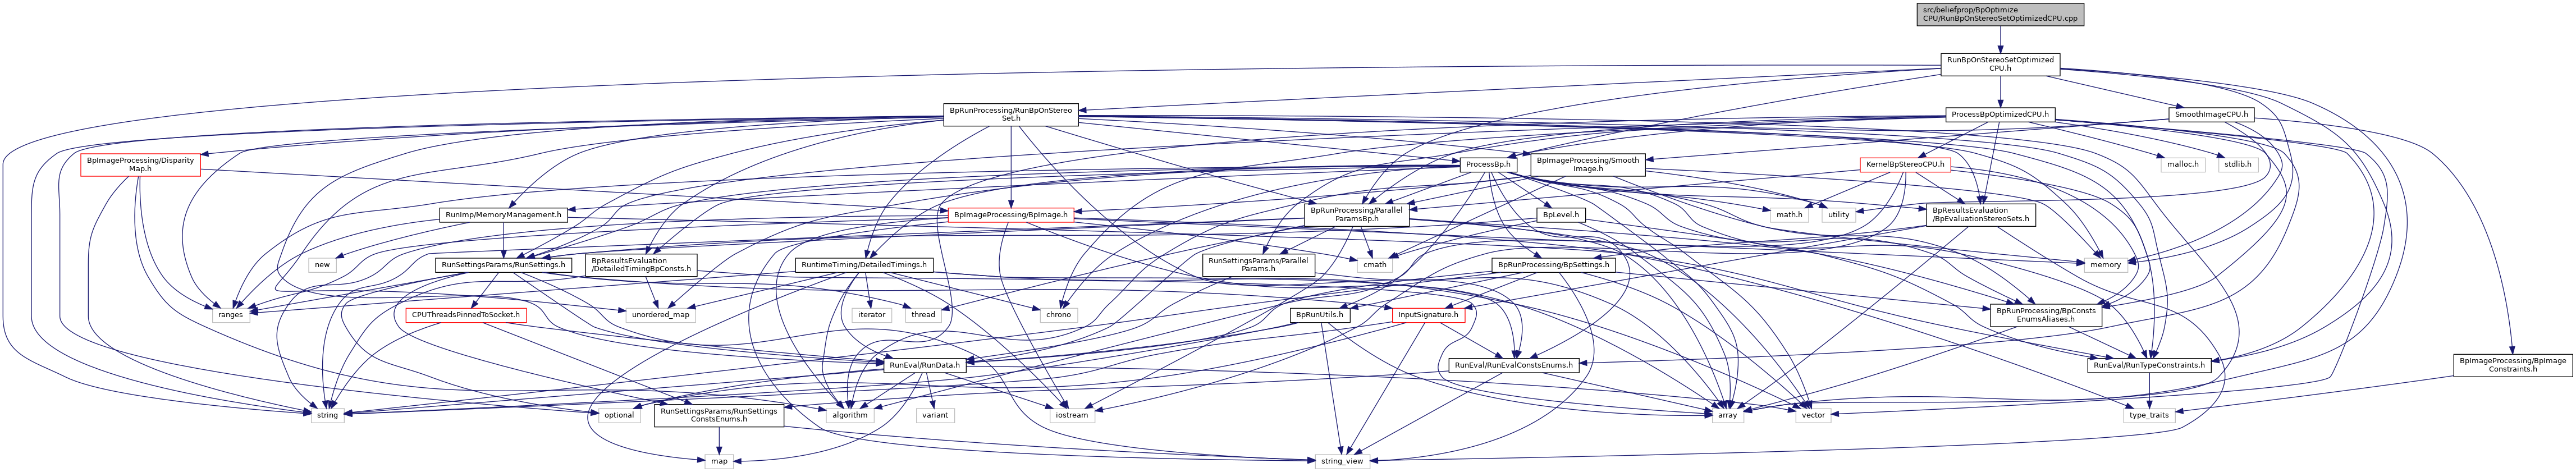 src/beliefprop/BpOptimize
CPU/RunBpOnStereoSetOptimizedCPU.cpp
RunBpOnStereoSetOptimized
CPU.h
BpRunProcessing/RunBpOnStereo
Set.h
ProcessBpOptimizedCPU.h
SmoothImageCPU.h
BpImageProcessing/Disparity
Map.h
ProcessBp.h
BpImageProcessing/Smooth
Image.h
KernelBpStereoCPU.h
malloc.h
stdlib.h
RunImp/MemoryManagement.h
BpImageProcessing/BpImage.h
BpRunProcessing/Parallel
ParamsBp.h
BpLevel.h
math.h
utility
BpResultsEvaluation
/BpEvaluationStereoSets.h
new
RunSettingsParams/RunSettings.h
BpResultsEvaluation
/DetailedTimingBpConsts.h
RuntimeTiming/DetailedTimings.h
RunSettingsParams/Parallel
Params.h
cmath
BpRunProcessing/BpSettings.h
memory
ranges
CPUThreadsPinnedToSocket.h
unordered_map
iterator
thread
chrono
BpRunUtils.h
InputSignature.h
BpRunProcessing/BpConsts
EnumsAliases.h
RunEval/RunData.h
RunEval/RunEvalConstsEnums.h
RunEval/RunTypeConstraints.h
BpImageProcessing/BpImage
Constraints.h
string
optional
RunSettingsParams/RunSettings
ConstsEnums.h
algorithm
variant
iostream
array
vector
type_traits
map
string_view